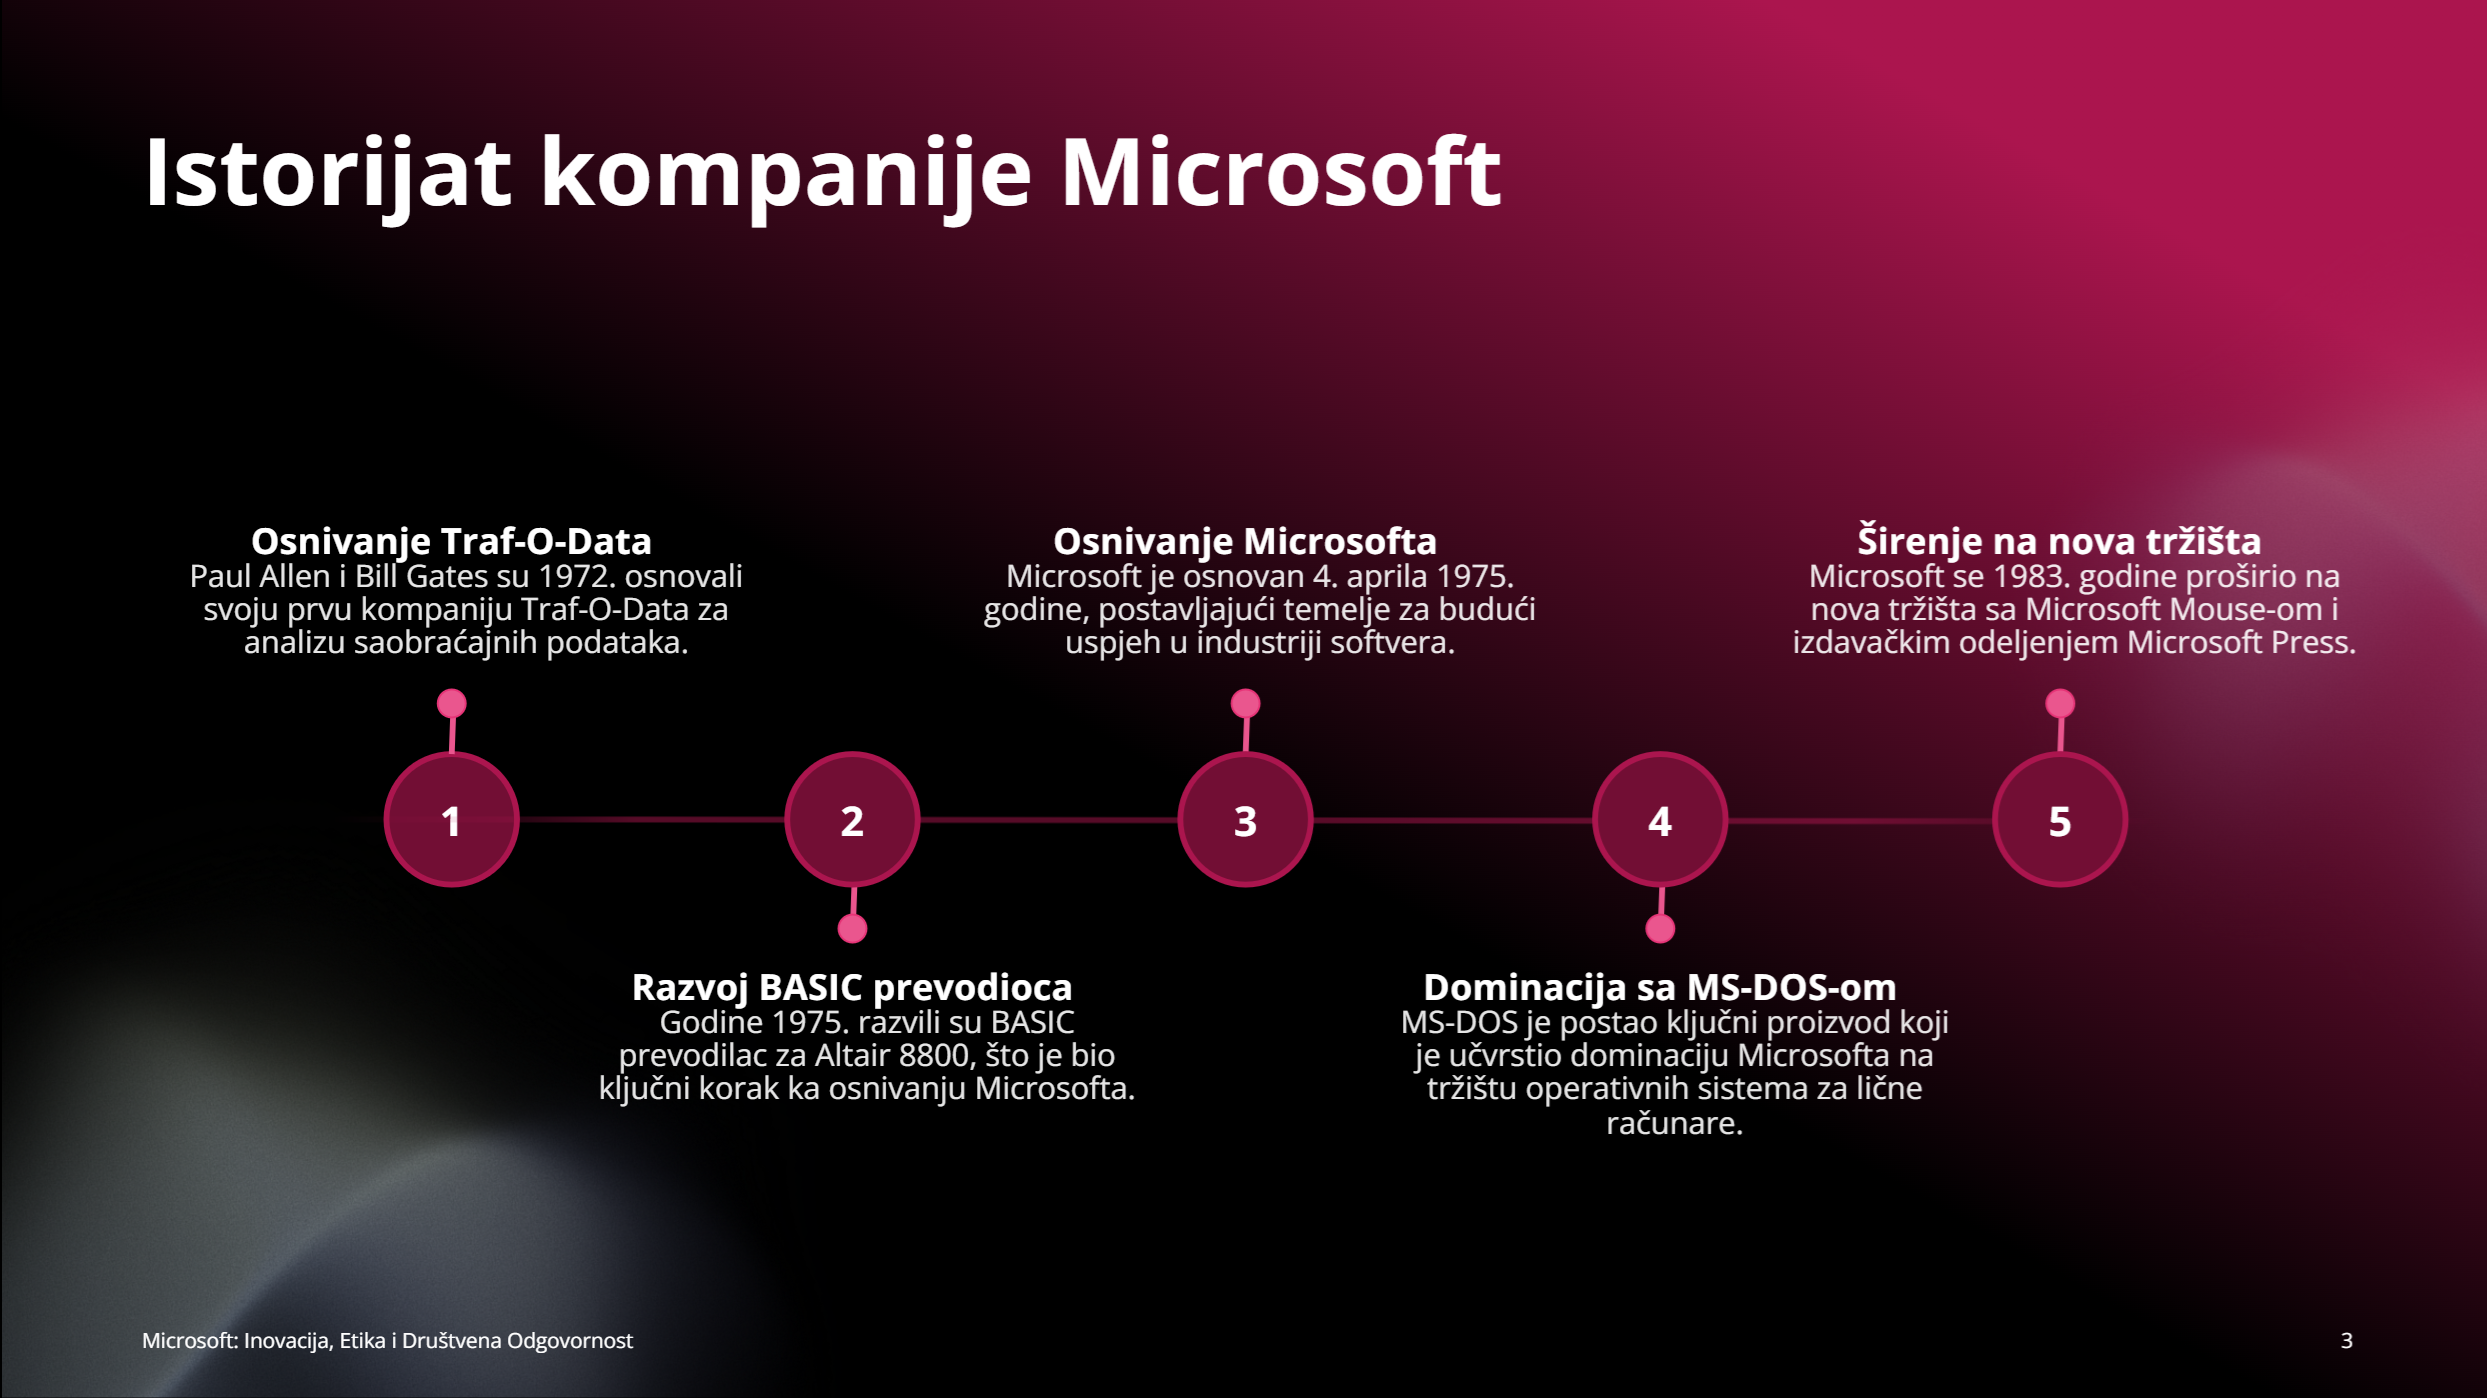 Istorijat kompanije Microsoft
Osnivanje Traf-O-Data
Paul Allen i Bill Gates su 1972. osnovali
svoju prvu kompaniju Traf-O-Data za
analizu saobraćajnih podataka.
Osnivanje Microsofta
Microsoft je osnovan 4. aprila 1975.
godine, postavljajući temelje za budući
uspjeh u industriji softvera.
Širenje na nova tržišta
Microsoft se 1983. godine proširio na
nova tržišta sa Microsoft Mouse-om i
izdavačkim odeljenjem Microsoft Press.
1
2
3
4
5
Razvoj BASIC prevodioca
Godine 1975. razvili su BASIC
prevodilac za Altair 8800, što je bio
ključni korak ka osnivanju Microsofta.
Dominacija sa MS-DOS-om
MS-DOS je postao ključni proizvod koji
je učvrstio dominaciju Microsofta na
tržištu operativnih sistema za lične
računare.
Microsoft: Inovacija, Etika i Društvena Odgovornost
3